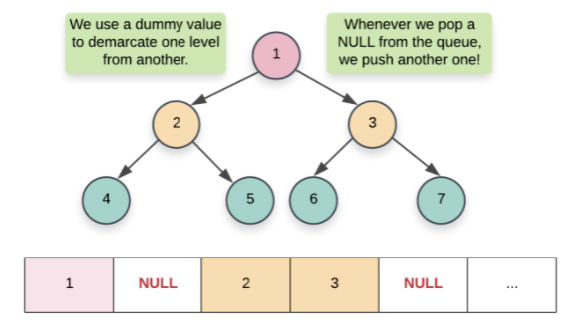 We use a dummy value
to demarcate one level
from another.
Whenever we pop a
NULL from the queue,
we push another one!
1
2
3
4
5
6
7
1 NULL 2 3 NULL ...